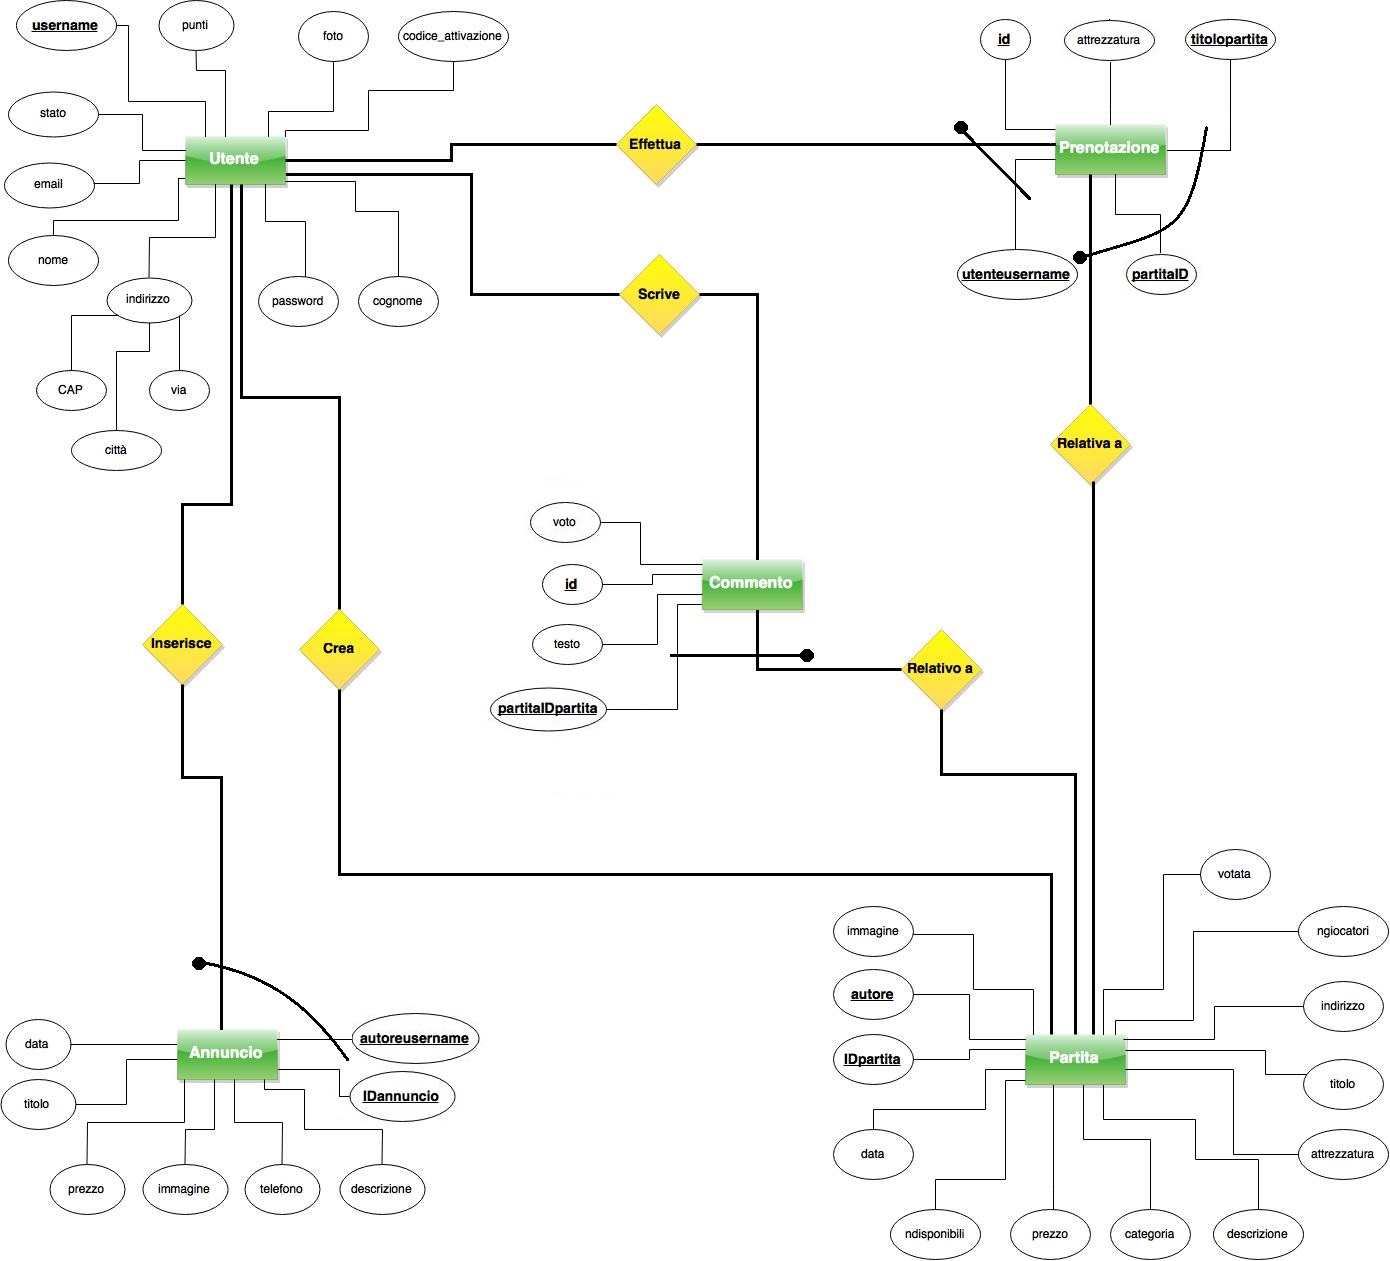 username
punti
foto
codice_attivazione
id
attrezzatura
titolopartita
stato
Utente
Effettua
Prenotazione
email
nome
indirizzo
password
cognome
Scrive
utenteusername
partitaID
CAP
via
città
Relativa a
voto
id
Commento
testo
partitaIDpartita
Inserisce
Crea
Relativo a
votata
immagine
ngiocatori
autore
indirizzo
IDpartita
Partita
titolo
data
attrezzatura
ndisponibili
prezzo
categoria
descrizione
data
Annuncio
autoreusername
titolo
IDannuncio
prezzo
immagine
telefono
descrizione